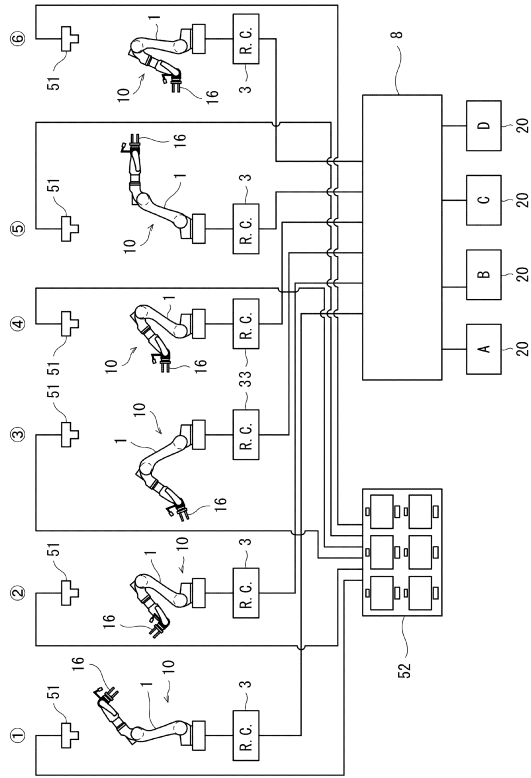 ① ② ③ ④ ⑤ ⑥
51 51 51 51 51 51
16 16 16 16 16 16
10 10 10 10 10 10
1 1 1 1 1 1
3 3 33 3 3
R. C. R. C. R. C. R. C. R. C. R. C.
52 8
A B C D
20 20 20 20